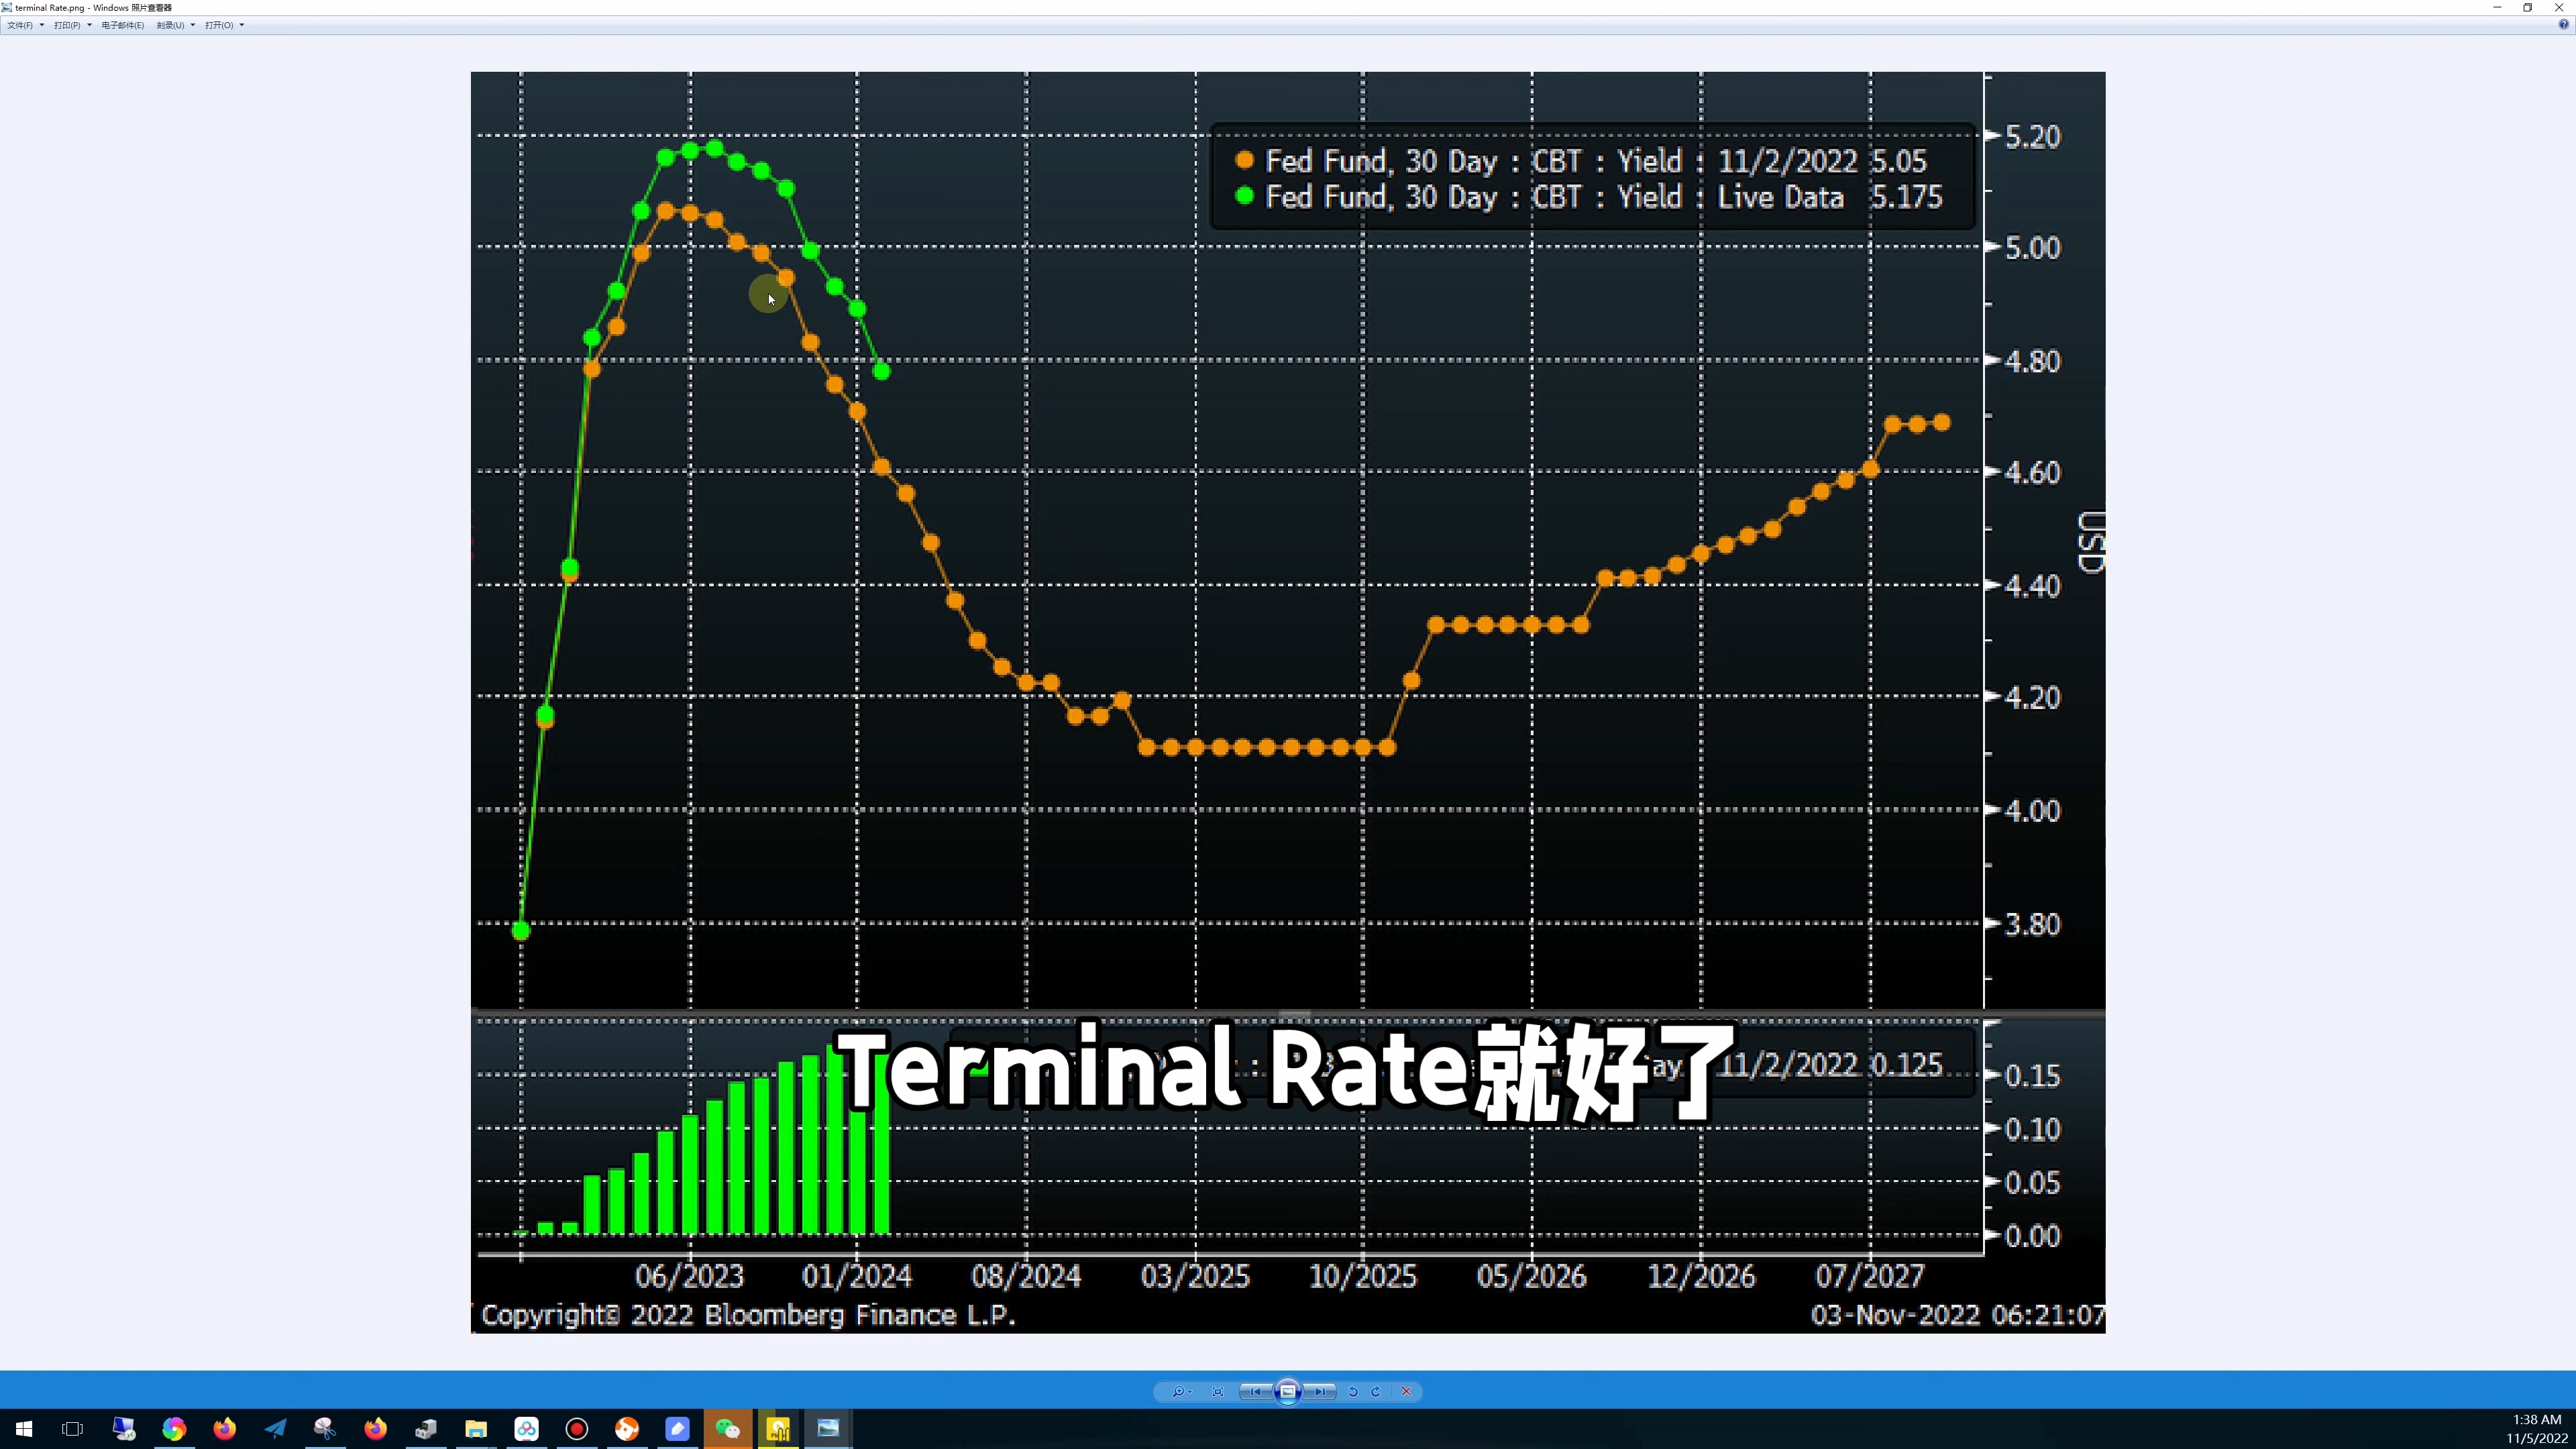 terminal Rate.png - Windows 照片查看器
文件(F) 打印(P) 电子邮件(E) 刻录(U) 打开(O)
5.20
Fed Fund, 30 Day : CBT : Yield : 11/2/2022 5.05
Fed Fund, 30 Day : CBT : Yield : Live Data 5.175
5.00
4.80
4.60
USD
4.40
4.20
4.00
3.80
Terminal Rate就好了
11/2/2022 0.125
0.15
0.10
0.05
0.00
06/2023 01/2024 08/2024 03/2025 10/2025 05/2026 12/2026 07/2027
Copyright© 2022 Bloomberg Finance L.P. 03-Nov-2022 06:21:07
1:38 AM
11/5/2022